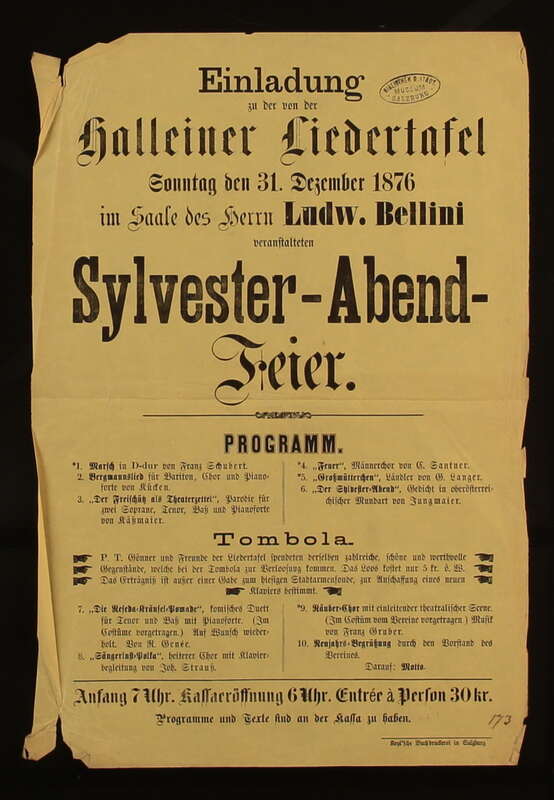 Einladung
zu der von der
Halleiner Liedertafel
Sonntag den 31. Dezember 1876
im Saale des Herrn Ludw. Bellini
veranstalteten
Sylvester-Abend-
Feier.
BIBLIOTHEK D. STÄDT.
MUSEUM
SALZBURG
PROGRAMM.
*1. Marsch in D-dur von Franz Schubert.
2. Bergmannslied für Bariton, Chor und Piano-
forte von Kücken.
3. „Der Freischütz als Theaterzettel“, Parodie für
zwei Soprane, Tenor, Baß und Pianoforte
von Käßmaier.
*4. „Feuer“, Männerchor von C. Santner.
*5. „Großmütterchen“, Ländler von G. Langer.
6. „Der Sylvester-Abend“, Gedicht in oberösterrei-
chischer Mundart von Jungmaier.
Tombola.
P. T. Gönner und Freunde der Liedertafel spendeten derselben zahlreiche, schöne und werthvolle
Gegenstände, welche bei der Tombola zur Verloosung kommen. Das Loos kostet nur 5 kr. ö. W.
Das Erträgniß ist außer einer Gabe zum hiesigen Stadtarmenfonde, zur Anschaffung eines neuen
Klaviers bestimmt.
7. „Die Reseda-Kräusel-Pomade“, komisches Duett
für Tenor und Baß mit Pianoforte. (Im
Costüme vorgetragen.) Auf Wunsch wieder-
holt. Von R. Genée.
8. „Sängerlust-Polka“, heiterer Chor mit Klavier-
begleitung von Joh. Strauß.
*9. Räuber-Chor mit einleitender theatralischer Scene.
(Im Costüm vom Vereine vorgetragen.) Musik
von Franz Gruber.
10. Neujahrs-Begrüßung durch den Vorstand des
Vereines.
Darauf: Motto.
Anfang 7 Uhr. Kassaeröffnung 6 Uhr. Entrée à Person 30 kr.
Programme und Texte sind an der Kassa zu haben.
173
Buchdruckerei in Salzburg